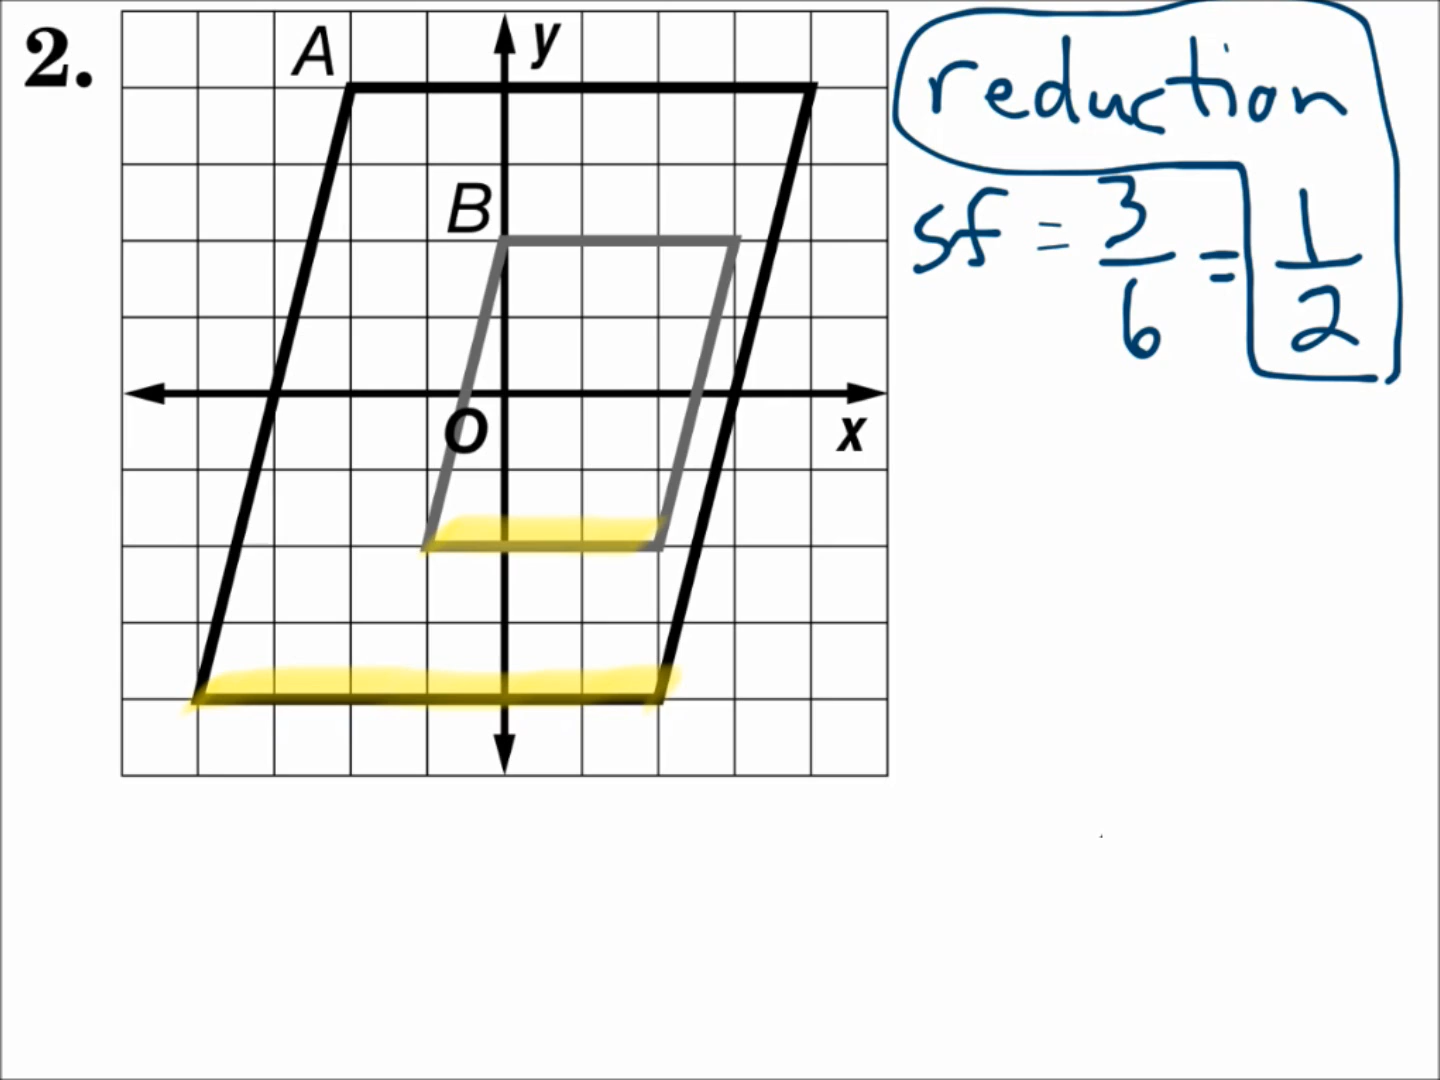 2.
A
y
B
O
x
reduction
sf = 3/6 = 1/2